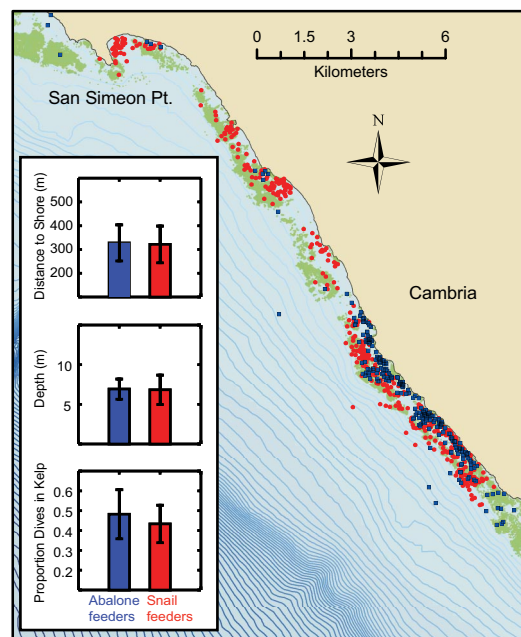 0 1.5 3 6
Kilometers
San Simeon Pt.
N
Cambria
Distance to Shore (m)
500
400
300
200
Depth (m)
10
5
Proportion Dives in Kelp
0.6
0.5
0.4
0.3
0.2
Abalone feeders
Snail feeders